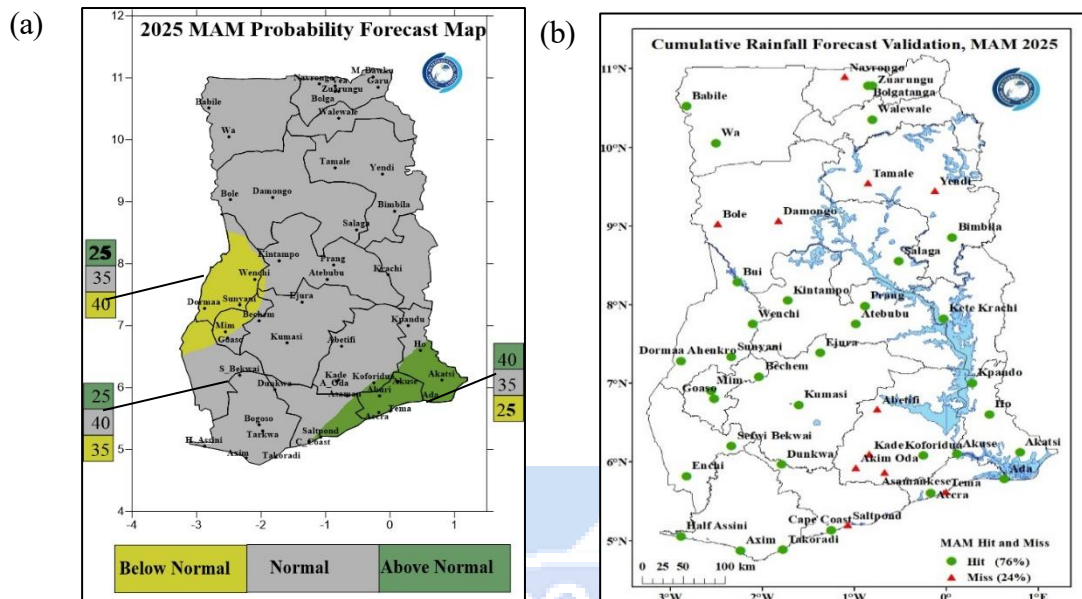 (a)
2025 MAM Probability Forecast Map
12
11
10
9
8
7
6
5
4
-4
-3
-2
-1
0
1
2
M_Bawku
Navrongo
Garu
Zuarungu
Bolga
Walewale
Babile
Wa
Tamale
Yendi
Bole
Damongo
Bimbila
Salaga
Kintampo
Prang
Wenchi
Atebubu
Krachi
Ejura
Dormaa
Sunyani
Bechem
Kpandu
Mim
Goaso
Kumasi
Abetifi
Ho
S_Bekwai
Kade
Koforidua
Akuse
Akatsi
Dunkwa
A_Oda
Aburi
Asaman
Ada
Bogoso
Tema
Accra
Tarkwa
Saltpond
H_Assini
C_Coast
Axim
Takoradi
25
35
40
25
40
35
40
35
25
Below Normal
Normal
Above Normal
(b)
Cumulative Rainfall Forecast Validation, MAM 2025
11°N
10°N
9°N
8°N
7°N
6°N
5°N
3°W
2°W
1°W
0°
1°E
Navrongo
Zuarungu
Bolgatanga
Babile
Walewale
Wa
Tamale
Yendi
Bole
Damongo
Bimbila
Salaga
Bui
Kintampo
Prang
Kete Krachi
Wenchi
Atebubu
Dormaa Ahenkro
Sunyani
Ejura
Bechem
Kpando
Goaso
Mim
Kumasi
Abetifi
Ho
Sefwi Bekwai
Kade
Koforidua
Akuse
Akatsi
Dunkwa
Akim Oda
Enchi
Asamankese
Tema
Ada
Accra
Cape Coast
Saltpond
Half Assini
Axim
Takoradi
MAM Hit and Miss
Hit (76%)
Miss (24%)
0 25 50 100 km